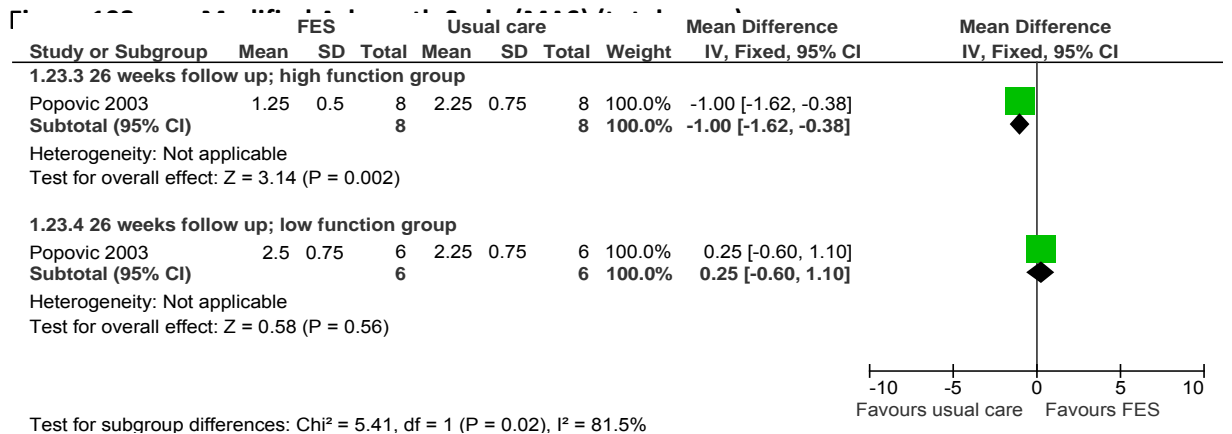 FES Usual care Mean Difference Mean Difference
Study or Subgroup Mean SD Total Mean SD Total Weight IV, Fixed, 95% CI IV, Fixed, 95% CI
1.23.3 26 weeks follow up; high function group
Popovic 2003 1.25 0.5 8 2.25 0.75 8 100.0% -1.00 [-1.62, -0.38]
Subtotal (95% CI) 8 8 100.0% -1.00 [-1.62, -0.38]
Heterogeneity: Not applicable
Test for overall effect: Z = 3.14 (P = 0.002)
1.23.4 26 weeks follow up; low function group
Popovic 2003 2.5 0.75 6 2.25 0.75 6 100.0% 0.25 [-0.60, 1.10]
Subtotal (95% CI) 6 6 100.0% 0.25 [-0.60, 1.10]
Heterogeneity: Not applicable
Test for overall effect: Z = 0.58 (P = 0.56)
-10 -5 0 5 10
Favours usual care Favours FES
Test for subgroup differences: Chi² = 5.41, df = 1 (P = 0.02), I² = 81.5%